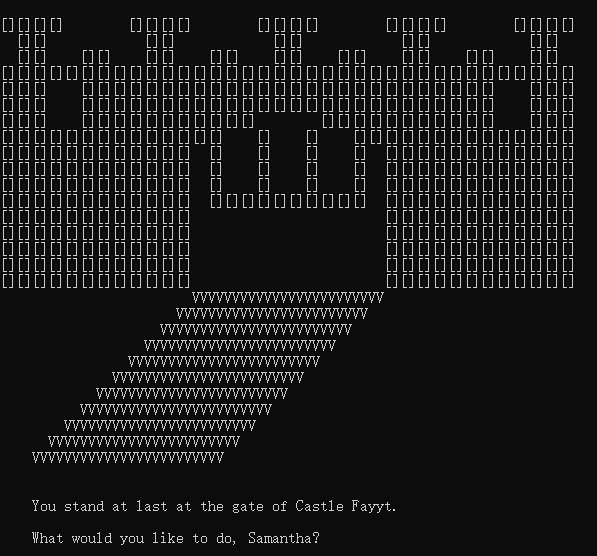 You stand at last at the gate of Castle Fayyt.
What would you like to do, Samantha?